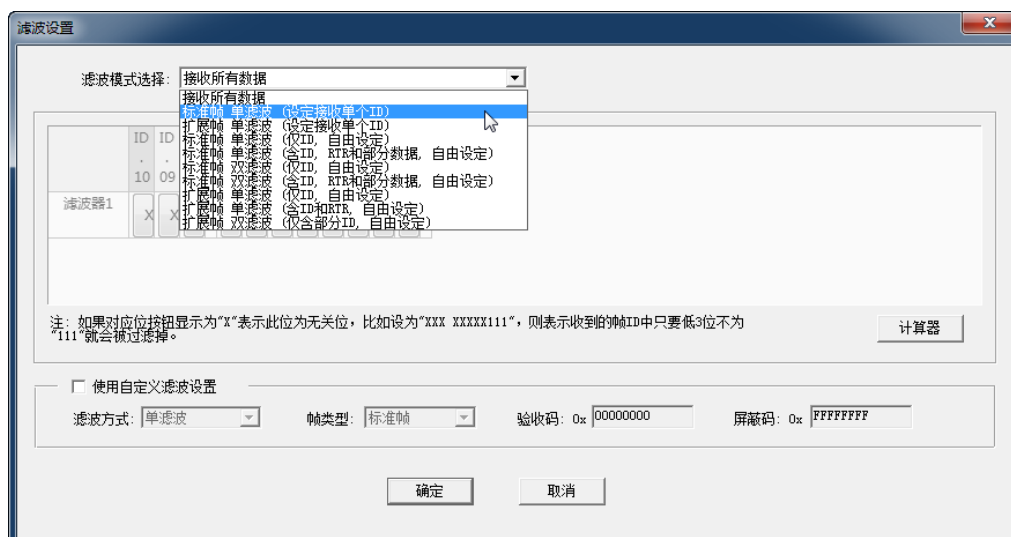 滤波设置
滤波模式选择: 接收所有数据
接收所有数据
标准帧 单滤波 (设定接收单个ID)
扩展帧 单滤波 (设定接收单个ID)
标准帧 单滤波 (仅ID, 自由设定)
标准帧 单滤波 (含ID, RTR和部分数据, 自由设定)
标准帧 双滤波 (仅ID, 自由设定)
标准帧 双滤波 (含ID, RTR和部分数据, 自由设定)
扩展帧 单滤波 (仅ID, 自由设定)
扩展帧 单滤波 (含ID和RTR, 自由设定)
扩展帧 双滤波 (仅含部分ID, 自由设定)
ID ID
. .
10 09
滤波器1 X X
注: 如果对应位按钮显示为"X"表示此位为无关位, 比如设为"XXX XXXXX111", 则表示收到的帧ID中只要低3位不为
"111"就会被过滤掉。
计算器
使用自定义滤波设置
滤波方式: 单滤波 帧类型: 标准帧 验收码: 0x 00000000 屏蔽码: 0x FFFFFFFF
确定 取消